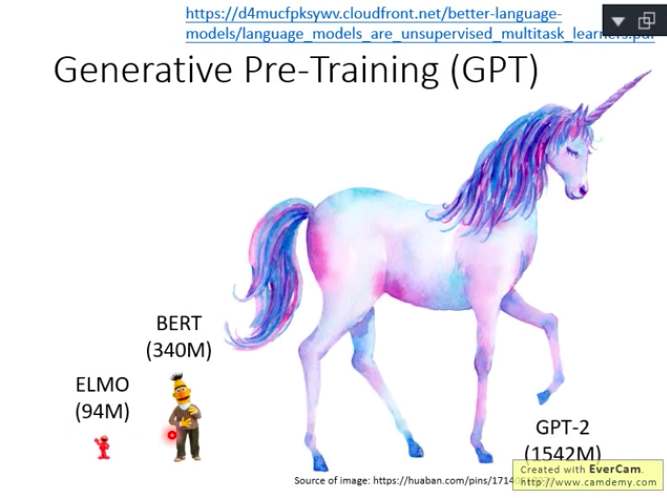 https://d4mucfpksywv.cloudfront.net/better-language-
models/language_models_are_unsupervised_multitask_learners.pdf
Generative Pre-Training (GPT)
BERT
(340M)
ELMO
(94M)
GPT-2
(1542M)
Source of image: https://huaban.com/pins/1714
Created with EverCam.
http://www.camdemy.com